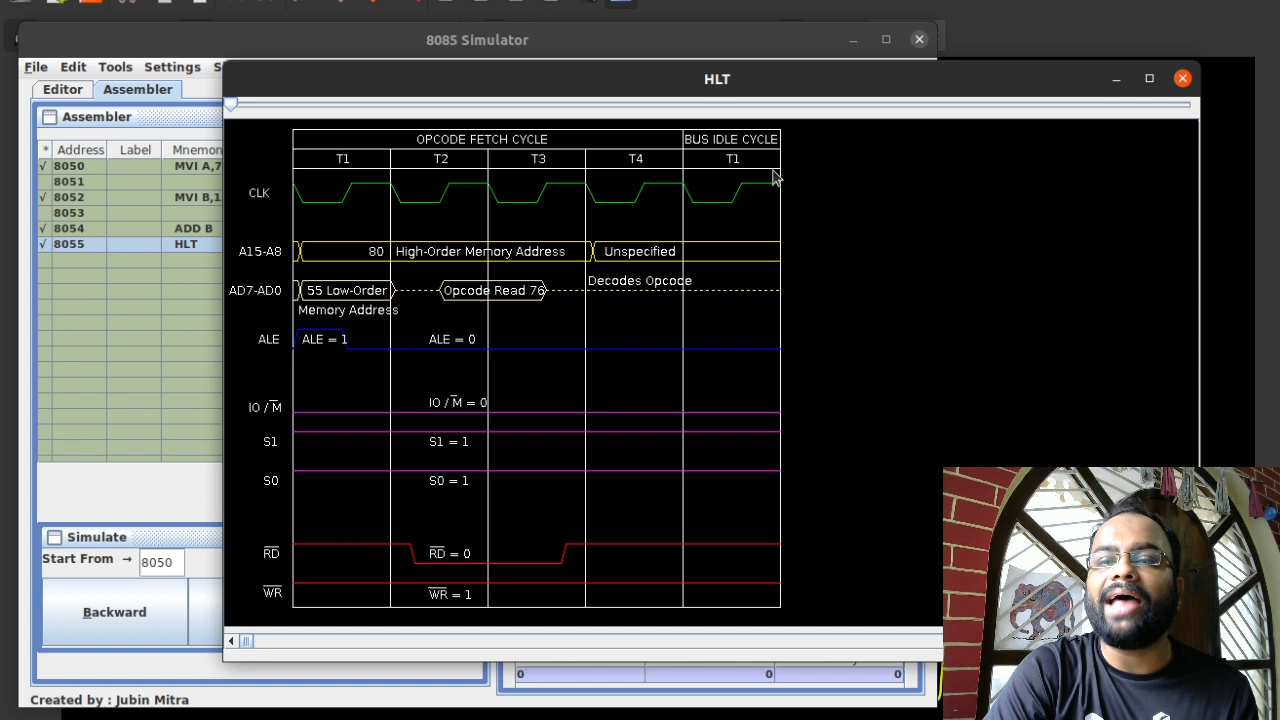 8085 Simulator
File Edit Tools Settings S
HLT
Editor Assembler
Assembler
* Address Label Mnemon
√ 8050 MVI A,7
8051
√ 8052 MVI B,1
8053
√ 8054 ADD B
√ 8055 HLT
OPCODE FETCH CYCLE BUS IDLE CYCLE
T1 T2 T3 T4 T1
CLK
A15-A8 80 High-Order Memory Address Unspecified
Decodes Opcode
AD7-AD0 55 Low-Order Opcode Read 76
Memory Address
ALE ALE = 1 ALE = 0
IO / M̅ IO / M̅ = 0
S1 S1 = 1
S0 S0 = 1
R̅D̅ R̅D̅ = 0
W̅R̅ W̅R̅ = 1
Simulate
Start From → 8050
Backward
0 0 0
Created by : Jubin Mitra